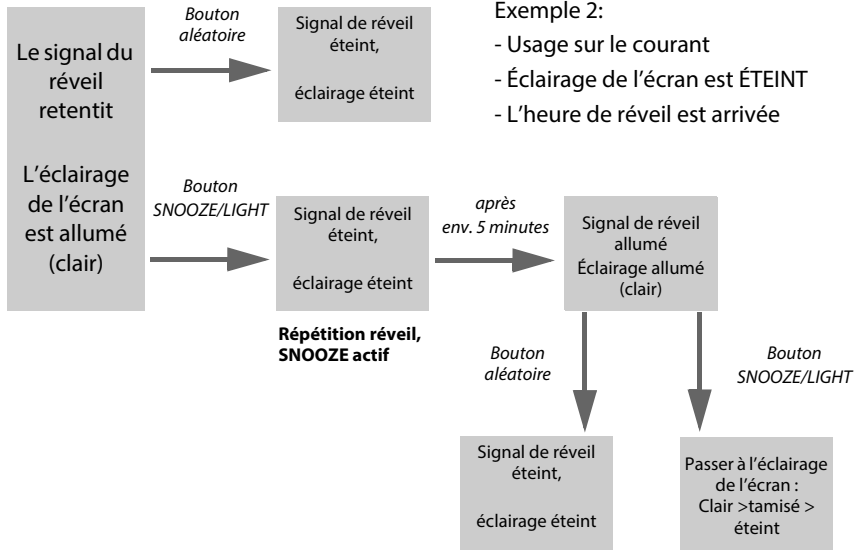 Exemple 2:
- Usage sur le courant
- Éclairage de l'écran est ÉTEINT
- L'heure de réveil est arrivée
Le signal du
réveil
retentit
L'éclairage
de l'écran
est allumé
(clair)
Bouton
aléatoire
Signal de réveil
éteint,
éclairage éteint
Bouton
SNOOZE/LIGHT
Signal de réveil
éteint,
éclairage éteint
Répétition réveil,
SNOOZE actif
après
env. 5 minutes
Signal de réveil
allumé
Éclairage allumé
(clair)
Bouton
aléatoire
Signal de réveil
éteint,
éclairage éteint
Bouton
SNOOZE/LIGHT
Passer à l'éclairage
de l'écran :
Clair >tamisé >
éteint